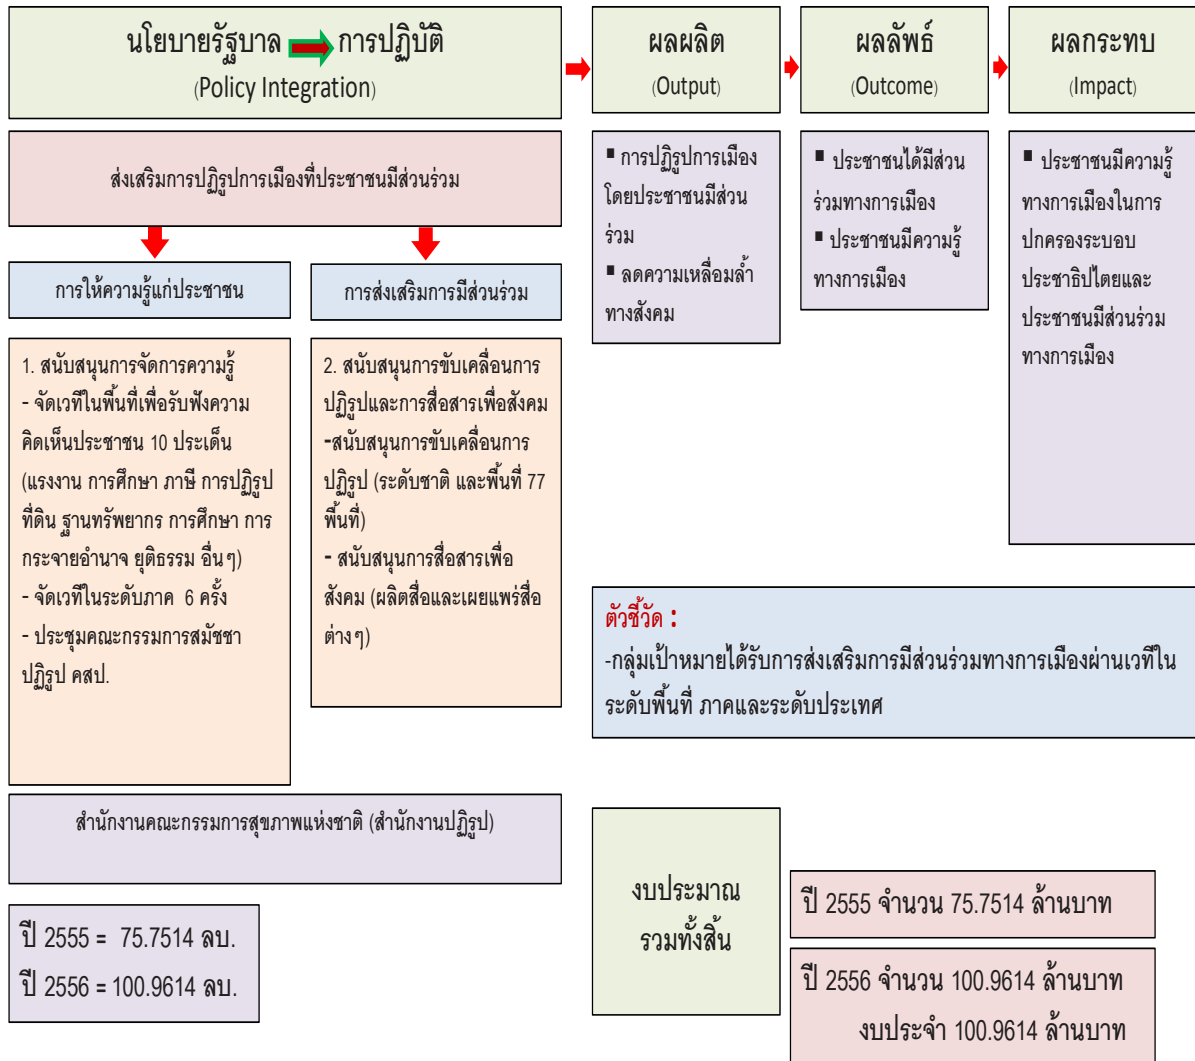 นโยบายรัฐบาล การปฏิบัติ
(Policy Integration)
ผลผลิต
(Output)
ผลลัพธ์
(Outcome)
ผลกระทบ
(Impact)
ส่งเสริมการปฏิรูปการเมืองที่ประชาชนมีส่วนร่วม
การให้ความรู้แก่ประชาชน
การส่งเสริมการมีส่วนร่วม
1. สนับสนุนการจัดการความรู้
- จัดเวทีในพื้นที่เพื่อรับฟังความ
คิดเห็นประชาชน 10 ประเด็น
(แรงงาน การศึกษา ภาษี การปฏิรูป
ที่ดิน ฐานทรัพยากร การศึกษา การ
กระจายอำนาจ ยุติธรรม อื่นๆ)
- จัดเวทีในระดับภาค 6 ครั้ง
- ประชุมคณะกรรมการสมัชชา
ปฏิรูป คสป.
2. สนับสนุนการขับเคลื่อนการ
ปฏิรูปและการสื่อสารเพื่อสังคม
-สนับสนุนการขับเคลื่อนการ
ปฏิรูป (ระดับชาติ และพื้นที่ 77
พื้นที่)
- สนับสนุนการสื่อสารเพื่อ
สังคม (ผลิตสื่อและเผยแพร่สื่อ
ต่างๆ)
▪ การปฏิรูปการเมือง
โดยประชาชนมีส่วน
ร่วม
▪ ลดความเหลื่อมล้ำ
ทางสังคม
▪ ประชาชนได้มีส่วน
ร่วมทางการเมือง
▪ ประชาชนมีความรู้
ทางการเมือง
▪ ประชาชนมีความรู้
ทางการเมืองในการ
ปกครองระบอบ
ประชาธิปไตยและ
ประชาชนมีส่วนร่วม
ทางการเมือง
ตัวชี้วัด :
-กลุ่มเป้าหมายได้รับการส่งเสริมการมีส่วนร่วมทางการเมืองผ่านเวทีใน
ระดับพื้นที่ ภาคและระดับประเทศ
สำนักงานคณะกรรมการสุขภาพแห่งชาติ (สำนักงานปฏิรูป)
ปี 2555 = 75.7514 ลบ.
ปี 2556 = 100.9614 ลบ.
งบประมาณ
รวมทั้งสิ้น
ปี 2555 จำนวน 75.7514 ล้านบาท
ปี 2556 จำนวน 100.9614 ล้านบาท
งบประจำ 100.9614 ล้านบาท